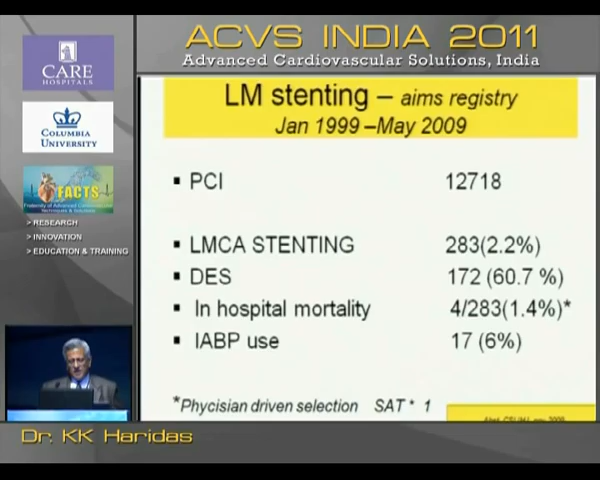 ACVS INDIA 2011
Advanced Cardiovascular Solutions, India
CARE
HOSPITALS
COLUMBIA
UNIVERSITY
FACTS
> RESEARCH
> INNOVATION
> EDUCATION & TRAINING
LM stenting – aims registry
Jan 1999 –May 2009
▪ PCI 12718
▪ LMCA STENTING 283(2.2%)
▪ DES 172 (60.7 %)
▪ In hospital mortality 4/283(1.4%)*
▪ IABP use 17 (6%)
*Phycisian driven selection SAT * 1
Dr. KK Haridas